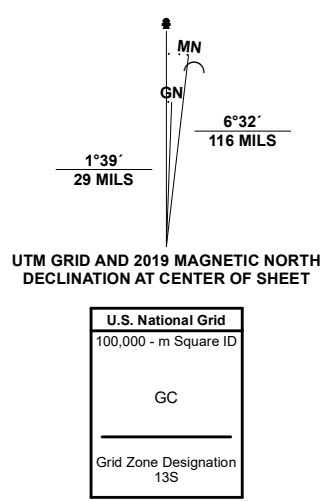 MN
GN
6°32´
116 MILS
1°39´
29 MILS
UTM GRID AND 2019 MAGNETIC NORTH
DECLINATION AT CENTER OF SHEET
U.S. National Grid
100,000 - m Square ID
GC
Grid Zone Designation
13S